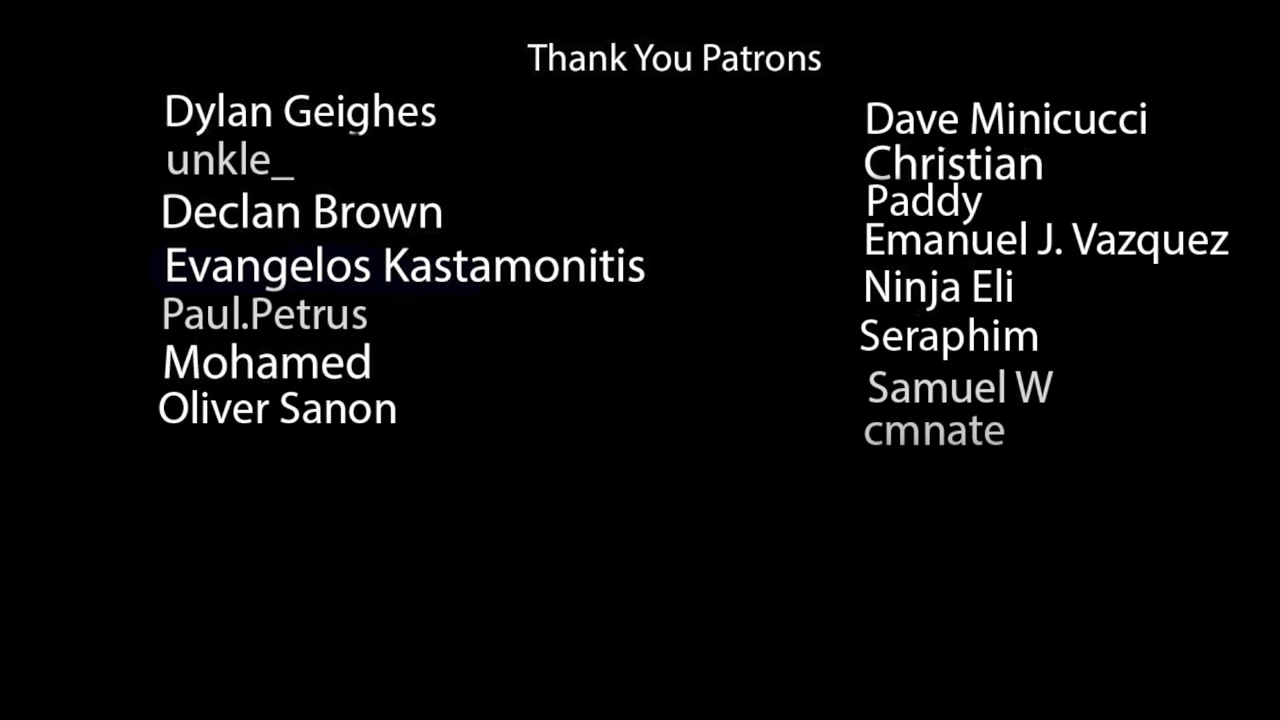 Thank You Patrons
Dylan Geighes
unkle_
Declan Brown
Evangelos Kastamonitis
Paul.Petrus
Mohamed
Oliver Sanon
Dave Minicucci
Christian
Paddy
Emanuel J. Vazquez
Ninja Eli
Seraphim
Samuel W
cmnate